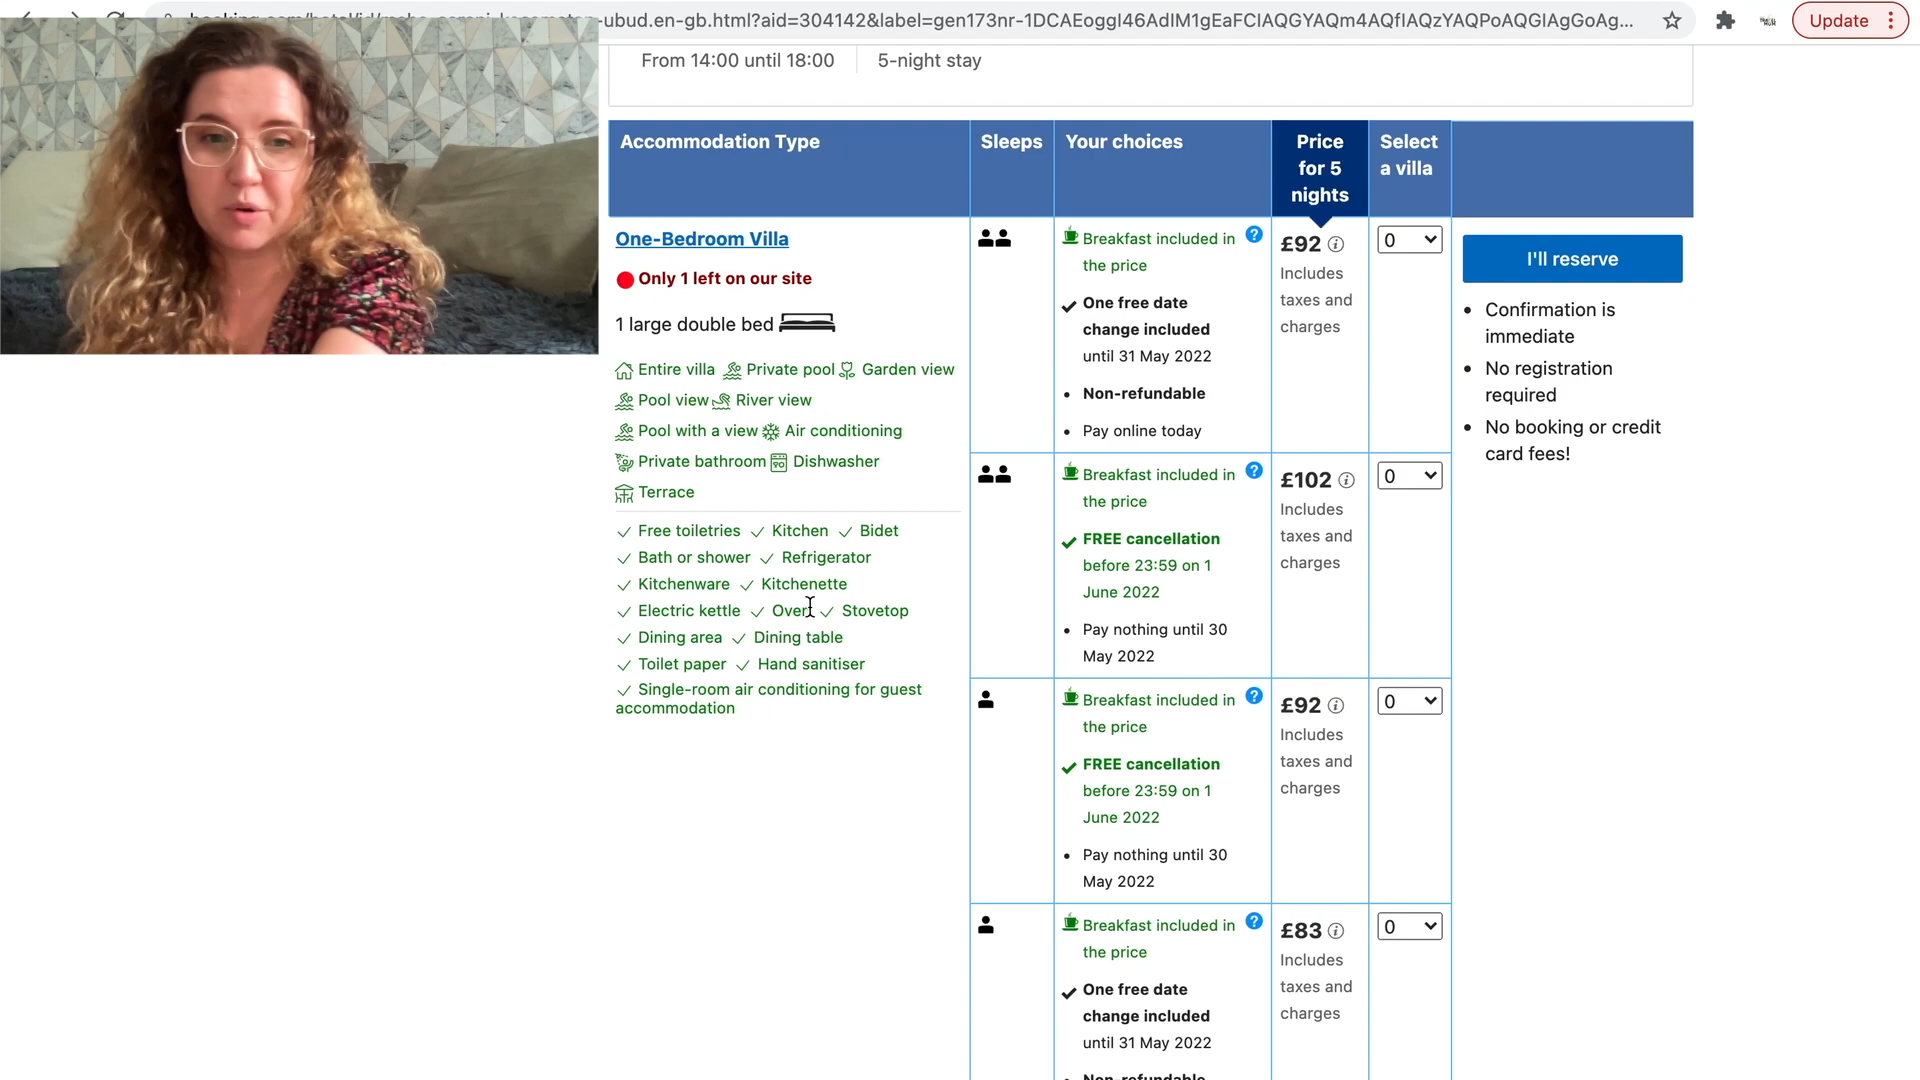 -ubud.en-gb.html?aid=304142&label=gen173nr-1DCAEoggI46AdIM1gEaFCIAQGYAQm4AQfIAQzYAQPoAQGIAgGoAg...
Update
From 14:00 until 18:00
5-night stay
Accommodation Type
Sleeps
Your choices
Price
for 5
nights
Select
a villa
One-Bedroom Villa
Only 1 left on our site
1 large double bed
Entire villa Private pool Garden view
Pool view River view
Pool with a view Air conditioning
Private bathroom Dishwasher
Terrace
Free toiletries Kitchen Bidet
Bath or shower Refrigerator
Kitchenware Kitchenette
Electric kettle Oven Stovetop
Dining area Dining table
Toilet paper Hand sanitiser
Single-room air conditioning for guest
accommodation
Breakfast included in
the price
?
One free date
change included
until 31 May 2022
Non-refundable
Pay online today
£92
Includes
taxes and
charges
0
I'll reserve
Confirmation is
immediate
No registration
required
No booking or credit
card fees!
Breakfast included in
the price
?
FREE cancellation
before 23:59 on 1
June 2022
Pay nothing until 30
May 2022
£102
Includes
taxes and
charges
0
Breakfast included in
the price
?
FREE cancellation
before 23:59 on 1
June 2022
Pay nothing until 30
May 2022
£92
Includes
taxes and
charges
0
Breakfast included in
the price
?
One free date
change included
until 31 May 2022
Non-refundable
£83
Includes
taxes and
charges
0